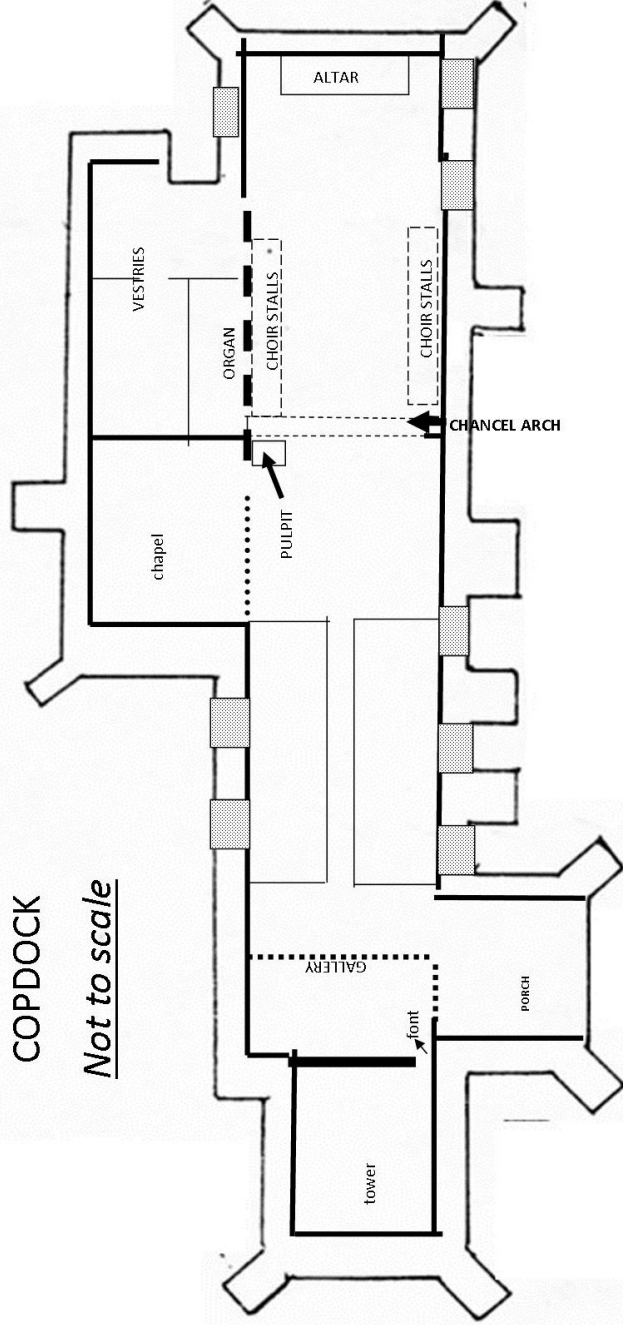 COPDOCK
Not to scale
ALTAR
VESTRIES
ORGAN
CHOIR STALLS
CHOIR STALLS
CHANCEL ARCH
PULPIT
chapel
GALLERY
font
PORCH
tower